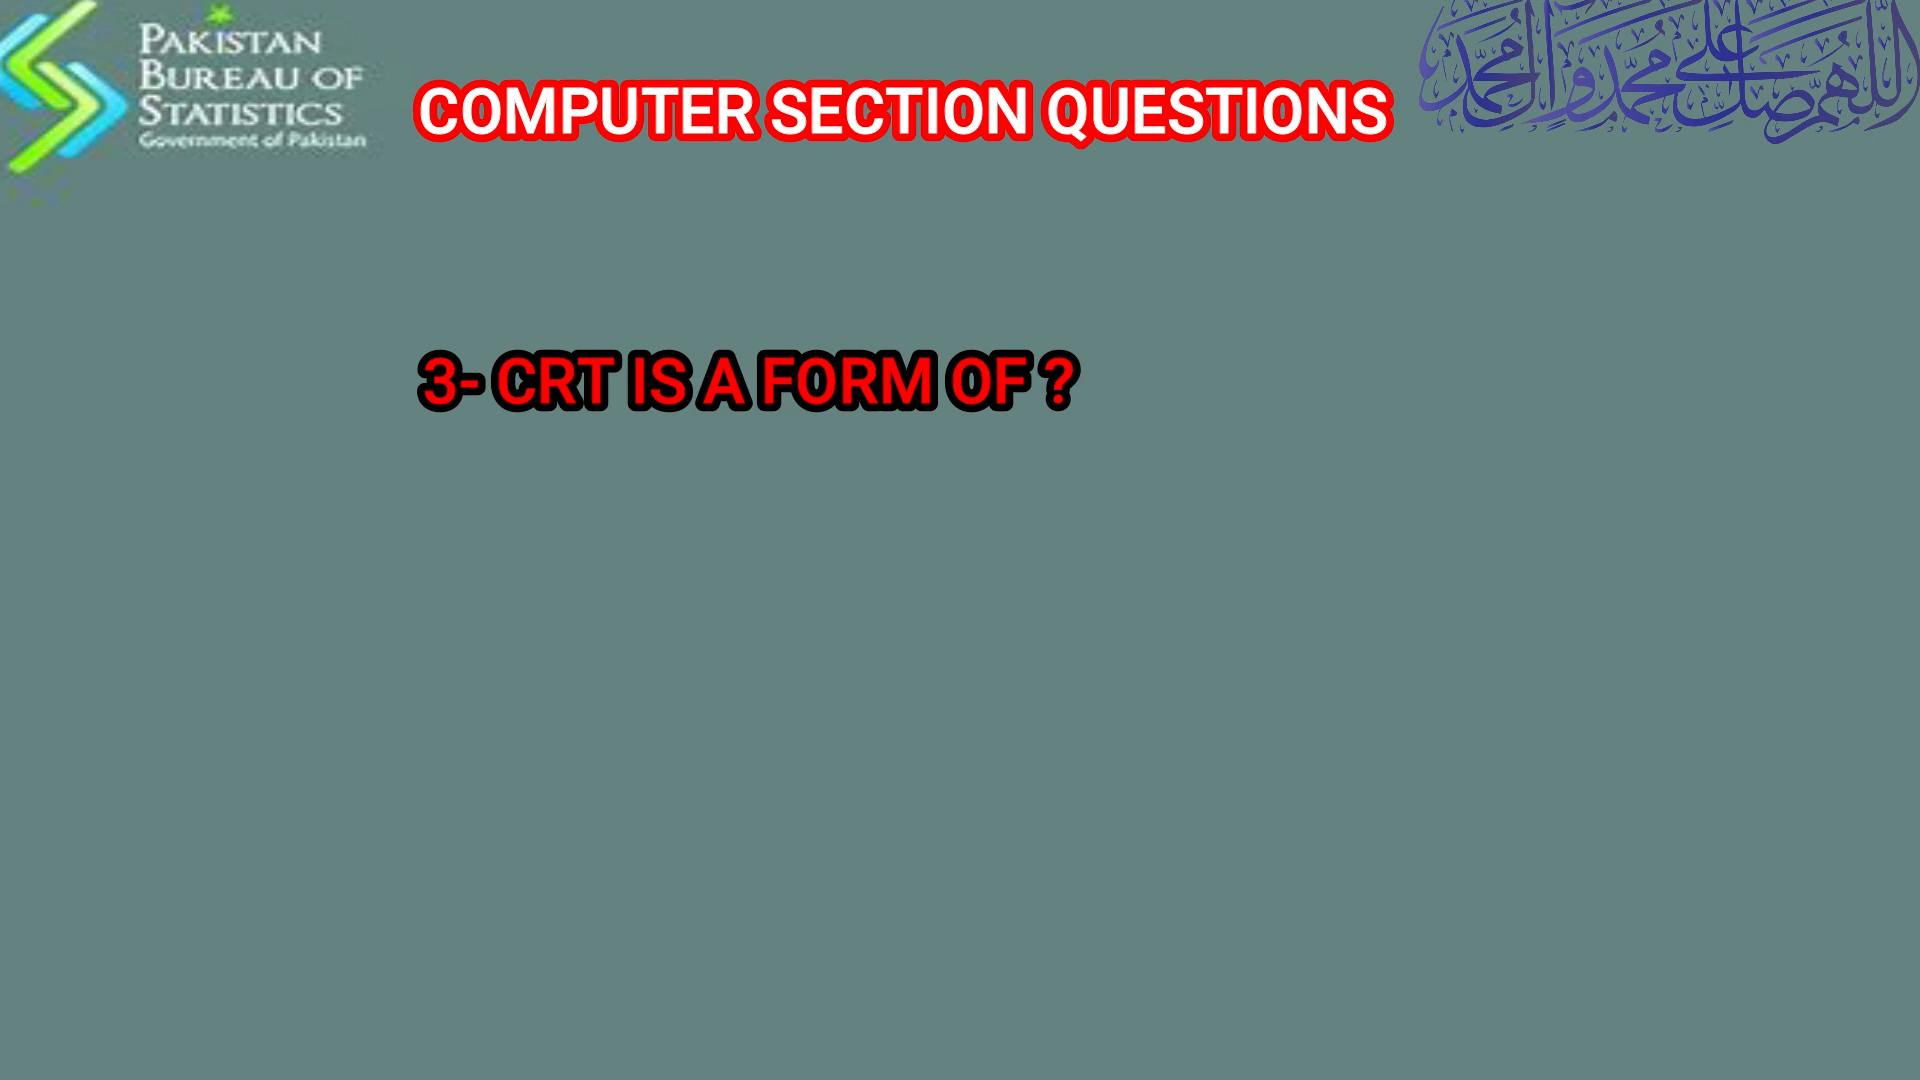 PAKISTAN
BUREAU OF
STATISTICS
Government of Pakistan
COMPUTER SECTION QUESTIONS
اللهم صل على محمد وآل محمد
3- CRT IS A FORM OF ?